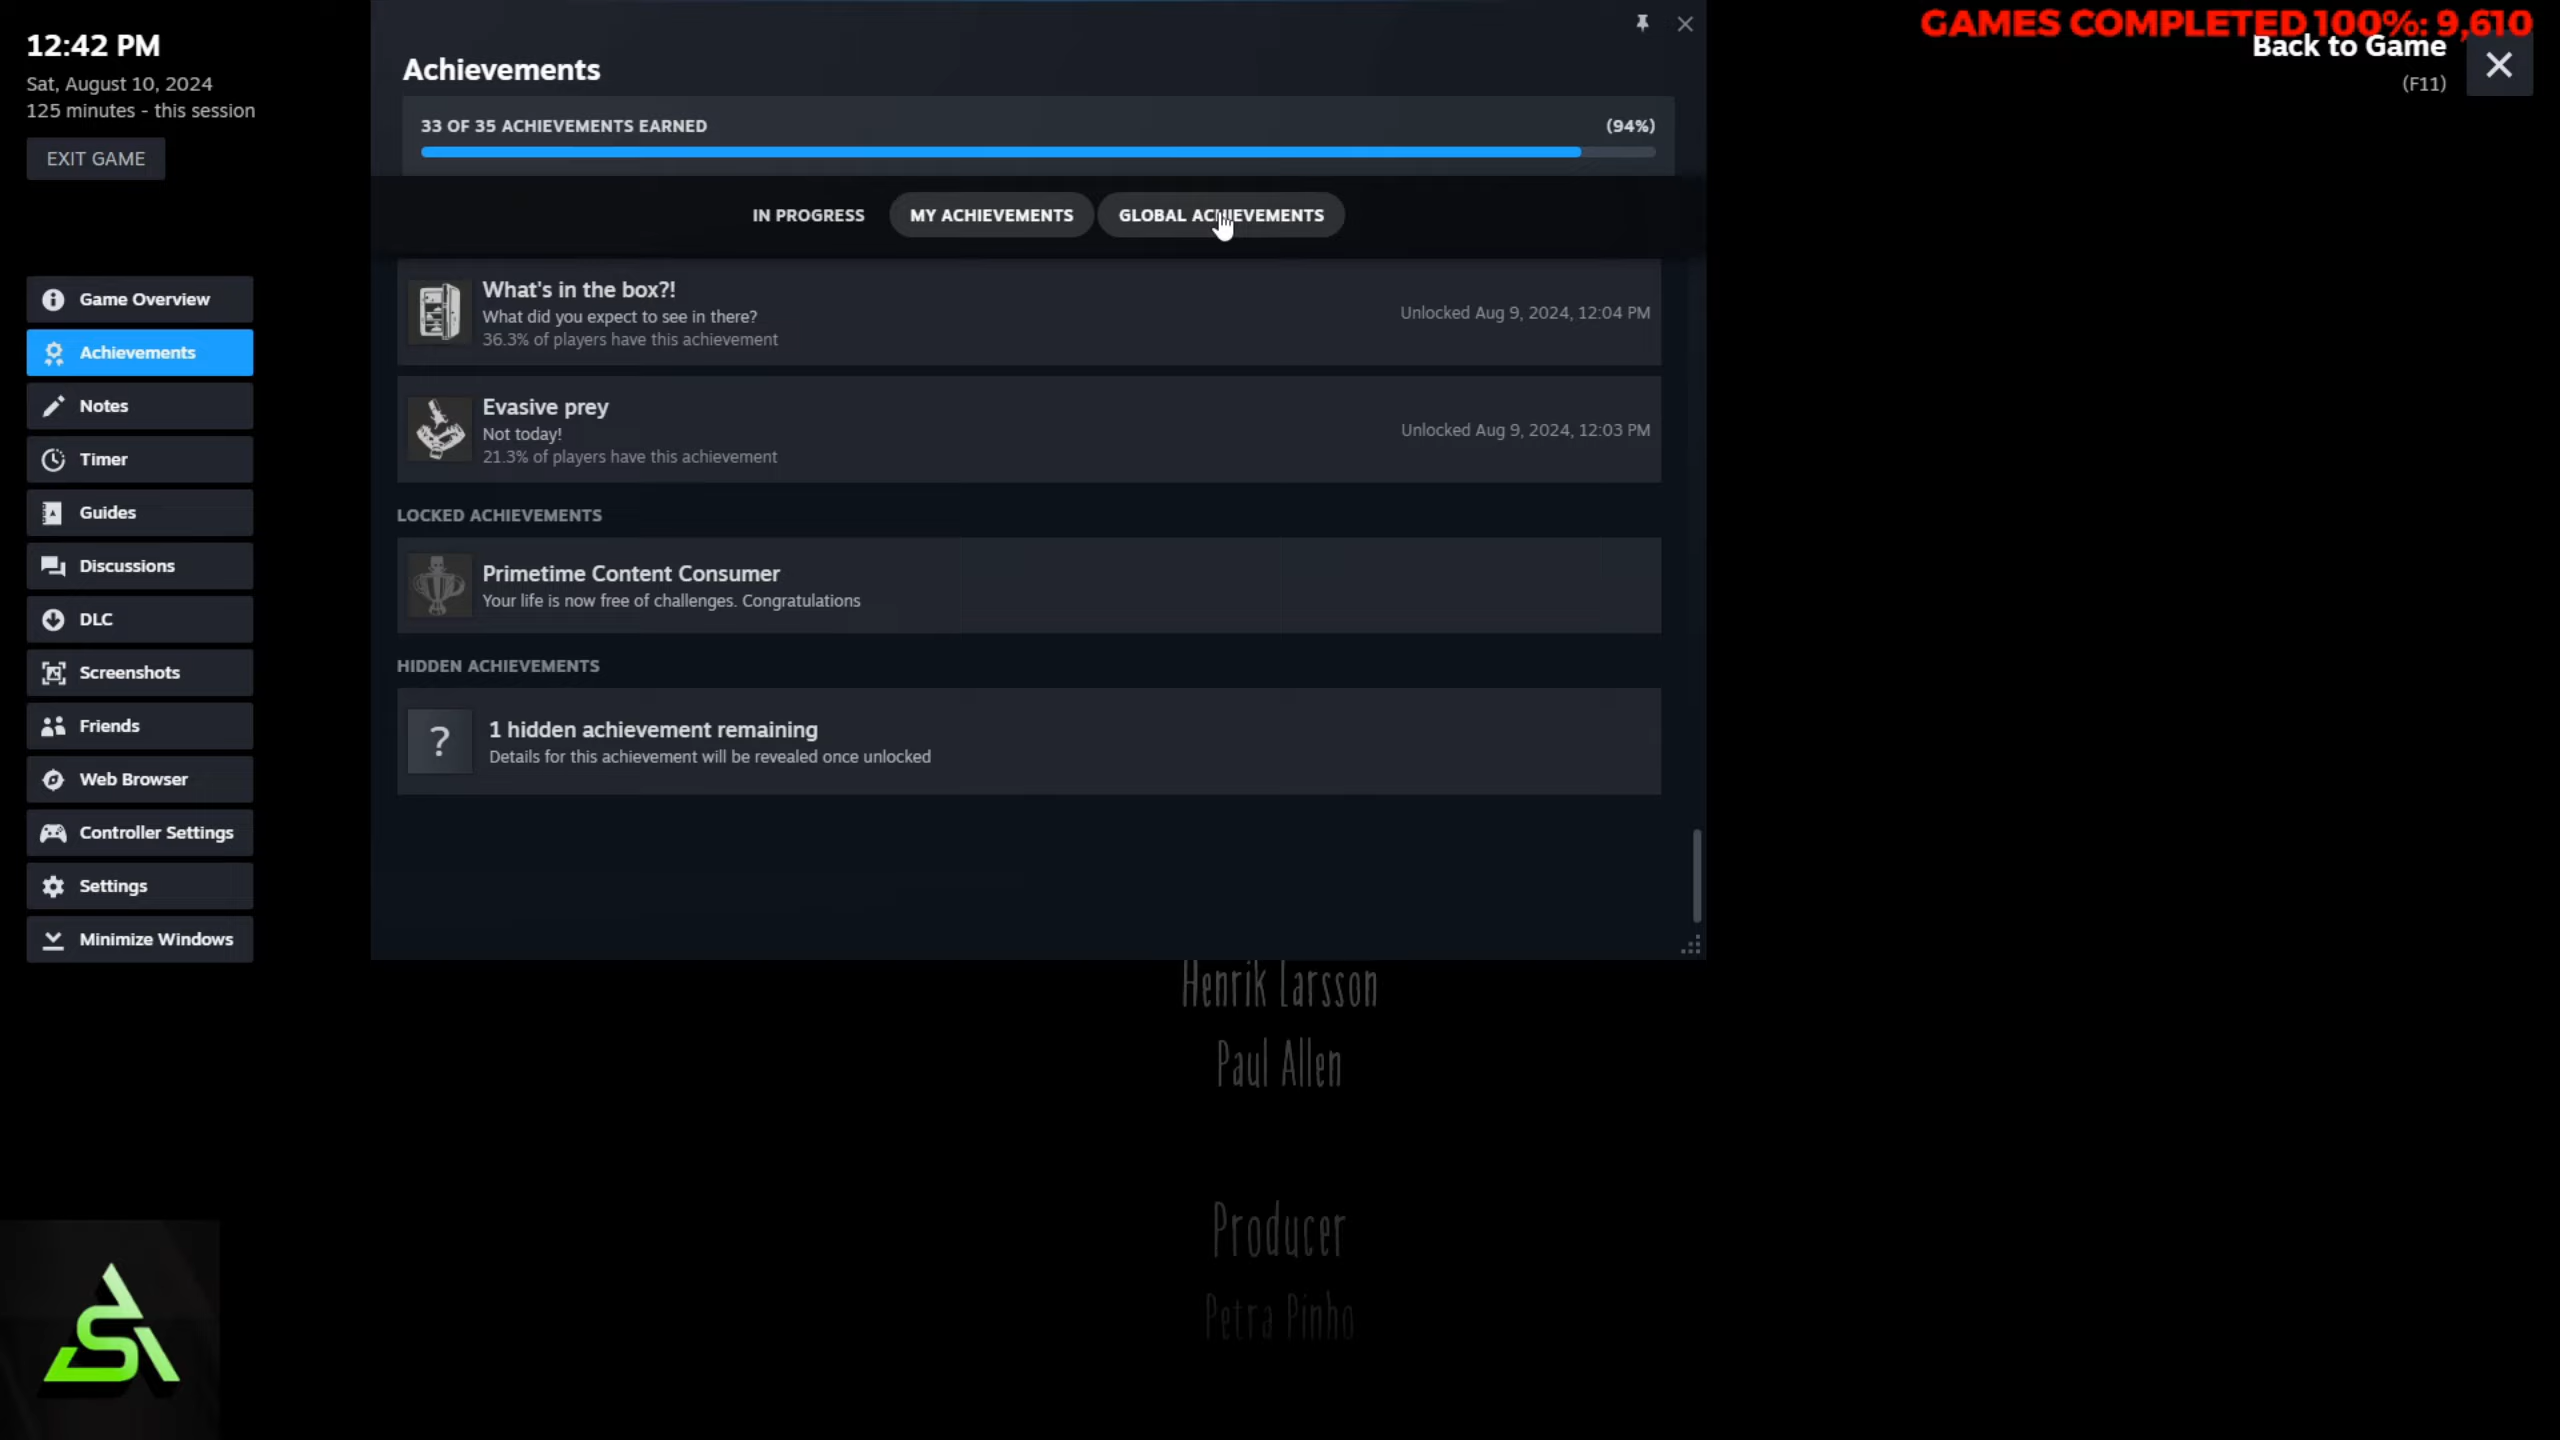 12:42 PM
Sat, August 10, 2024
125 minutes - this session
EXIT GAME
Game Overview
Achievements
Notes
Timer
Guides
Discussions
DLC
Screenshots
Friends
Web Browser
Controller Settings
Settings
Minimize Windows
Achievements
33 OF 35 ACHIEVEMENTS EARNED
(94%)
IN PROGRESS
MY ACHIEVEMENTS
GLOBAL ACHIEVEMENTS
What's in the box?!
What did you expect to see in there?
36.3% of players have this achievement
Unlocked Aug 9, 2024, 12:04 PM
Evasive prey
Not today!
21.3% of players have this achievement
Unlocked Aug 9, 2024, 12:03 PM
LOCKED ACHIEVEMENTS
Primetime Content Consumer
Your life is now free of challenges. Congratulations
HIDDEN ACHIEVEMENTS
?
1 hidden achievement remaining
Details for this achievement will be revealed once unlocked
GAMES COMPLETED 100%: 9,610
Back to Game
(F11)
Henrik Larsson
Paul Allen
Producer
Petra Pinho
SA